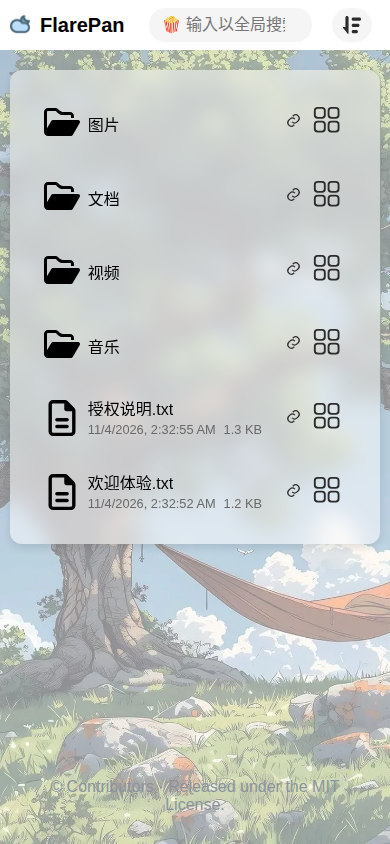 FlarePan
🍿 输入以全局搜
图片
文档
视频
音乐
授权说明.txt
11/4/2026, 2:32:55 AM 1.3 KB
欢迎体验.txt
11/4/2026, 2:32:52 AM 1.2 KB
© Contributors. Released under the MIT
License.